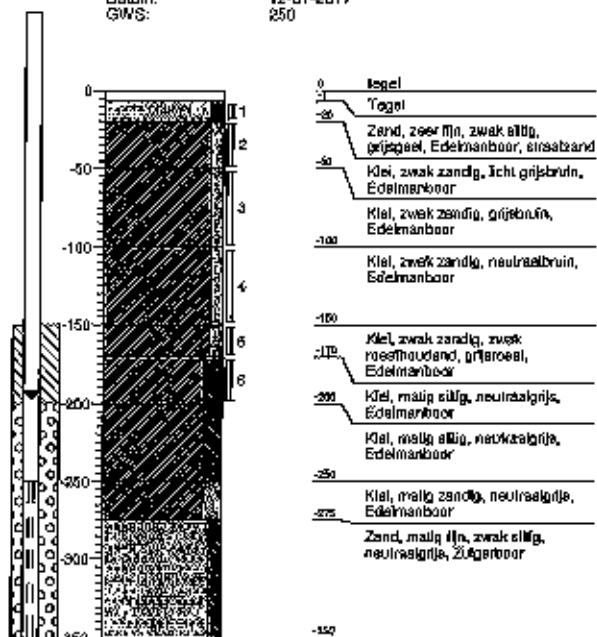 Datum: 12-01-2017
GWS: 250
0
-50
-100
-150
-200
-250
-300
-350
1
2
3
4
5
6
0 tegel
Tegel
-20
Zand, zeer fijn, zwak siltig,
grijsgeel, Edelmanboor, straatzand
-50
Klei, zwak zandig, licht grijsbruin,
Edelmanboor
Klei, zwak zandig, grijsbruin,
Edelmanboor
-100
Klei, zwak zandig, neutraalbruin,
Edelmanboor
-150
Klei, zwak zandig, zwak
-170
roesthoudend, grijsroest,
Edelmanboor
-200
Klei, matig siltig, neutraalgrijs,
Edelmanboor
Klei, matig siltig, neutraalgrijs,
Edelmanboor
-250
Klei, matig zandig, neutraalgrijs,
Edelmanboor
-275
Zand, matig fijn, zwak siltig,
neutraalgrijs, Zuigerboor
-350